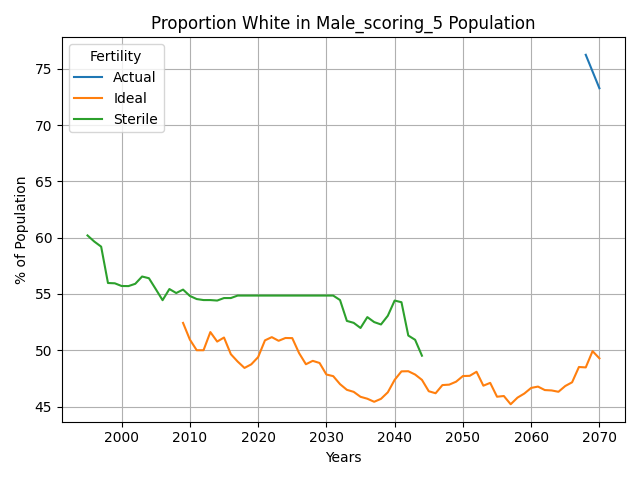 Proportion White in Male_scoring_5 Population
Fertility
Actual
Ideal
Sterile
% of Population
75
70
65
60
55
50
45
2000 2010 2020 2030 2040 2050 2060 2070
Years